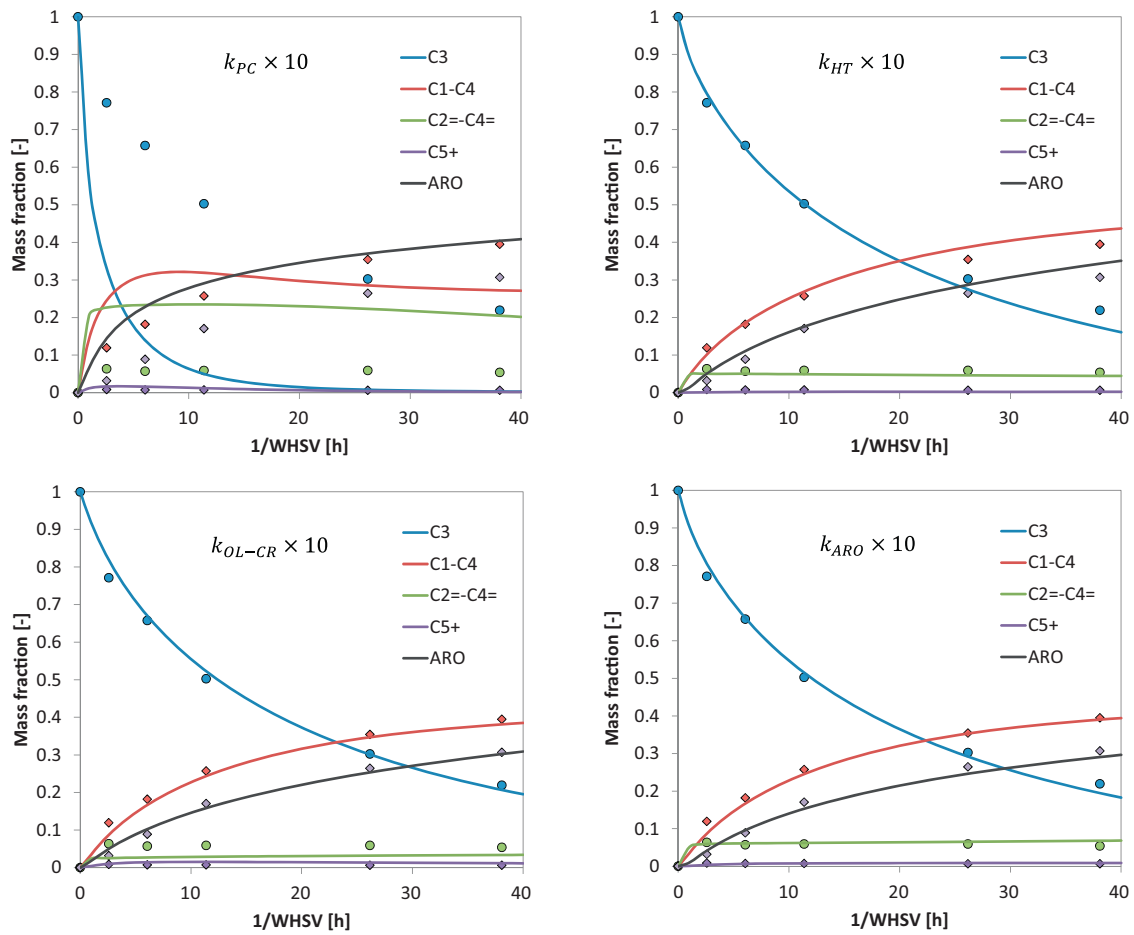 1
0.9
0.8
0.7
0.6
0.5
0.4
0.3
0.2
0.1
0
Mass fraction [-]
k_PC × 10
C3
C1-C4
C2=-C4=
C5+
ARO
0 10 20 30 40
1/WHSV [h]
1
0.9
0.8
0.7
0.6
0.5
0.4
0.3
0.2
0.1
0
Mass fraction [-]
k_HT × 10
C3
C1-C4
C2=-C4=
C5+
ARO
0 10 20 30 40
1/WHSV [h]
1
0.9
0.8
0.7
0.6
0.5
0.4
0.3
0.2
0.1
0
Mass fraction [-]
k_OL−CR × 10
C3
C1-C4
C2=-C4=
C5+
ARO
0 10 20 30 40
1/WHSV [h]
1
0.9
0.8
0.7
0.6
0.5
0.4
0.3
0.2
0.1
0
Mass fraction [-]
k_ARO × 10
C3
C1-C4
C2=-C4=
C5+
ARO
0 10 20 30 40
1/WHSV [h]